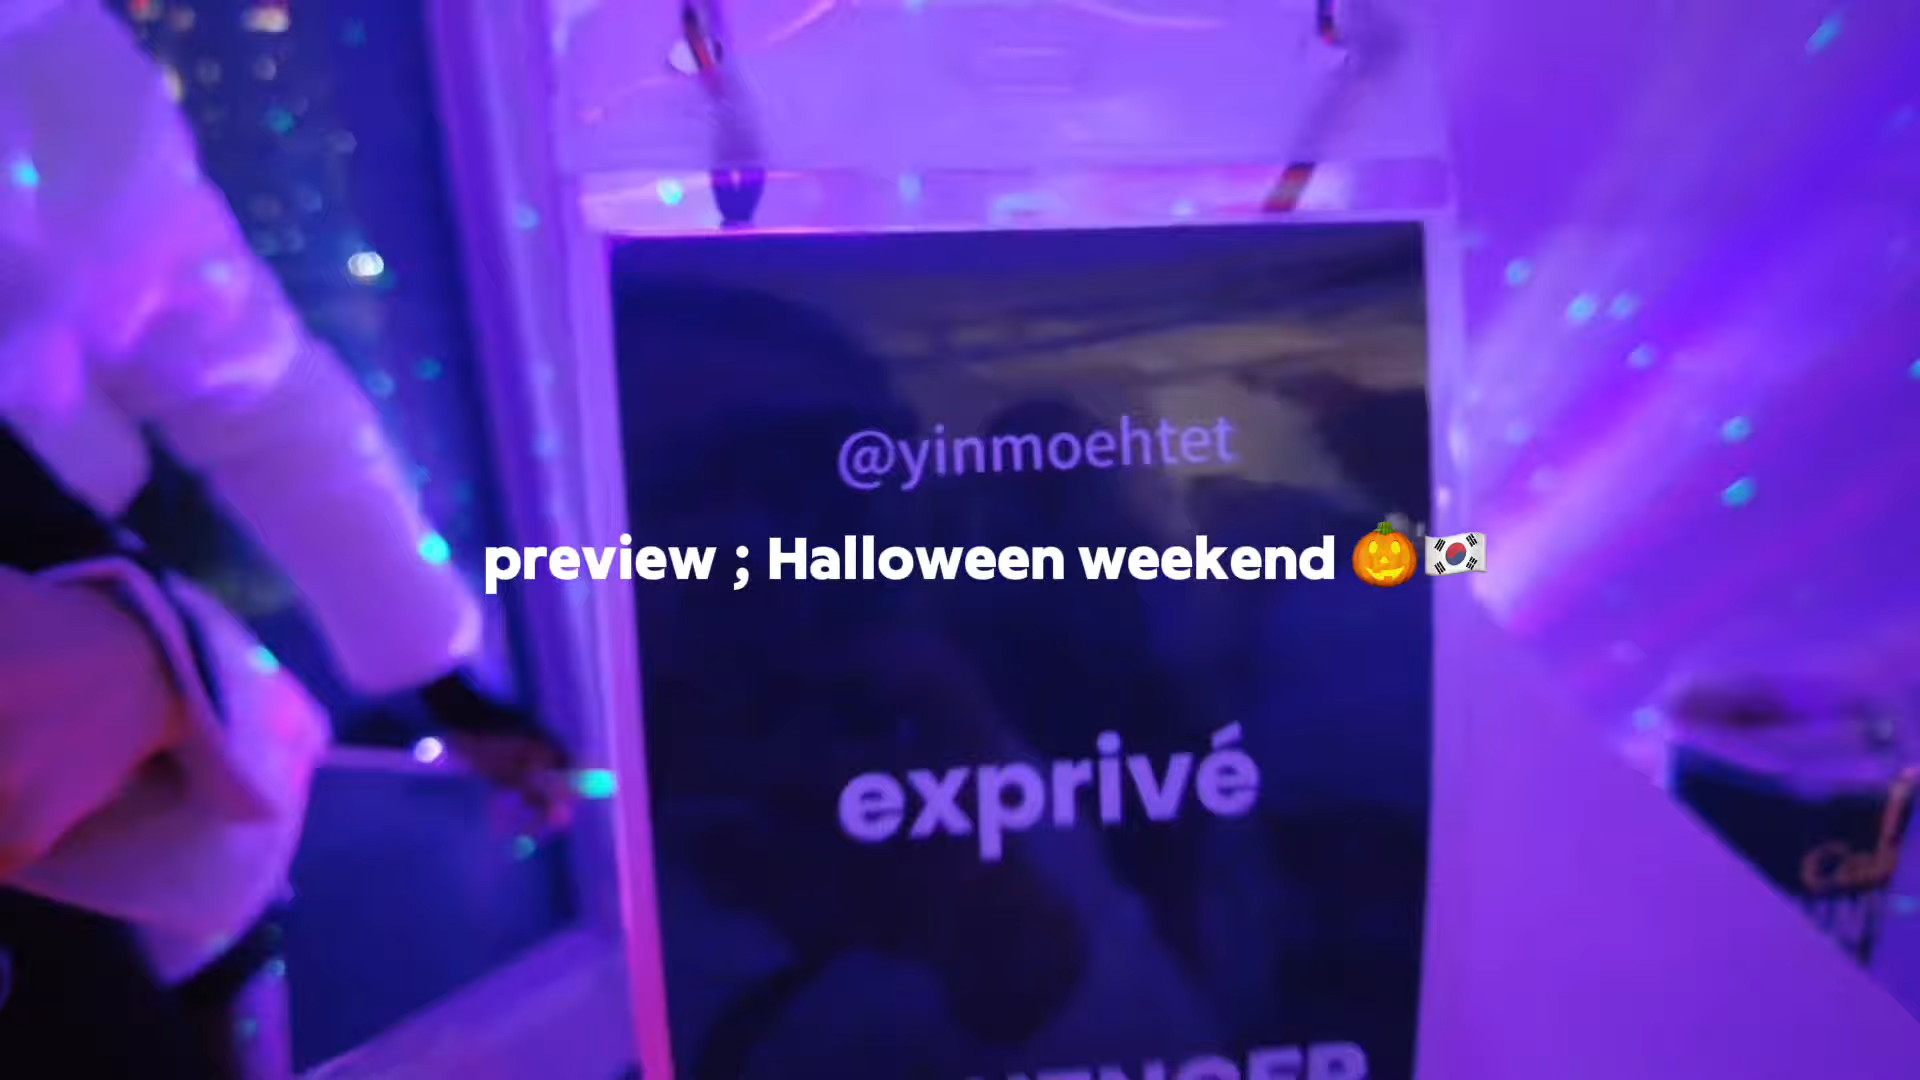 @yinmoehtet
preview ; Halloween weekend 🎃🇰🇷
exprivé